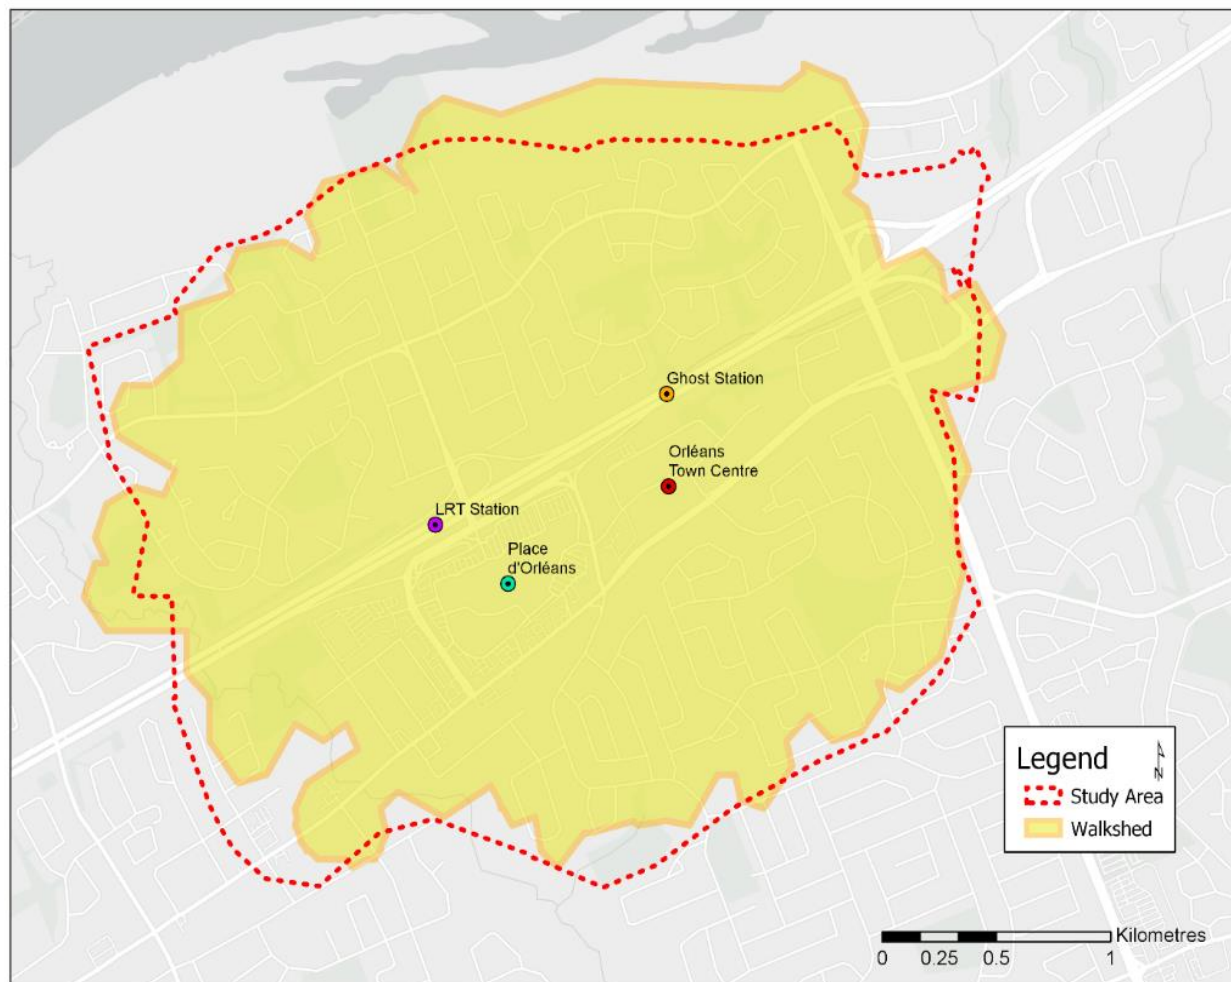 Ghost Station
Orléans
Town Centre
LRT Station
Place
d'Orléans
Legend
N
Study Area
Walkshed
Kilometres
0 0.25 0.5 1